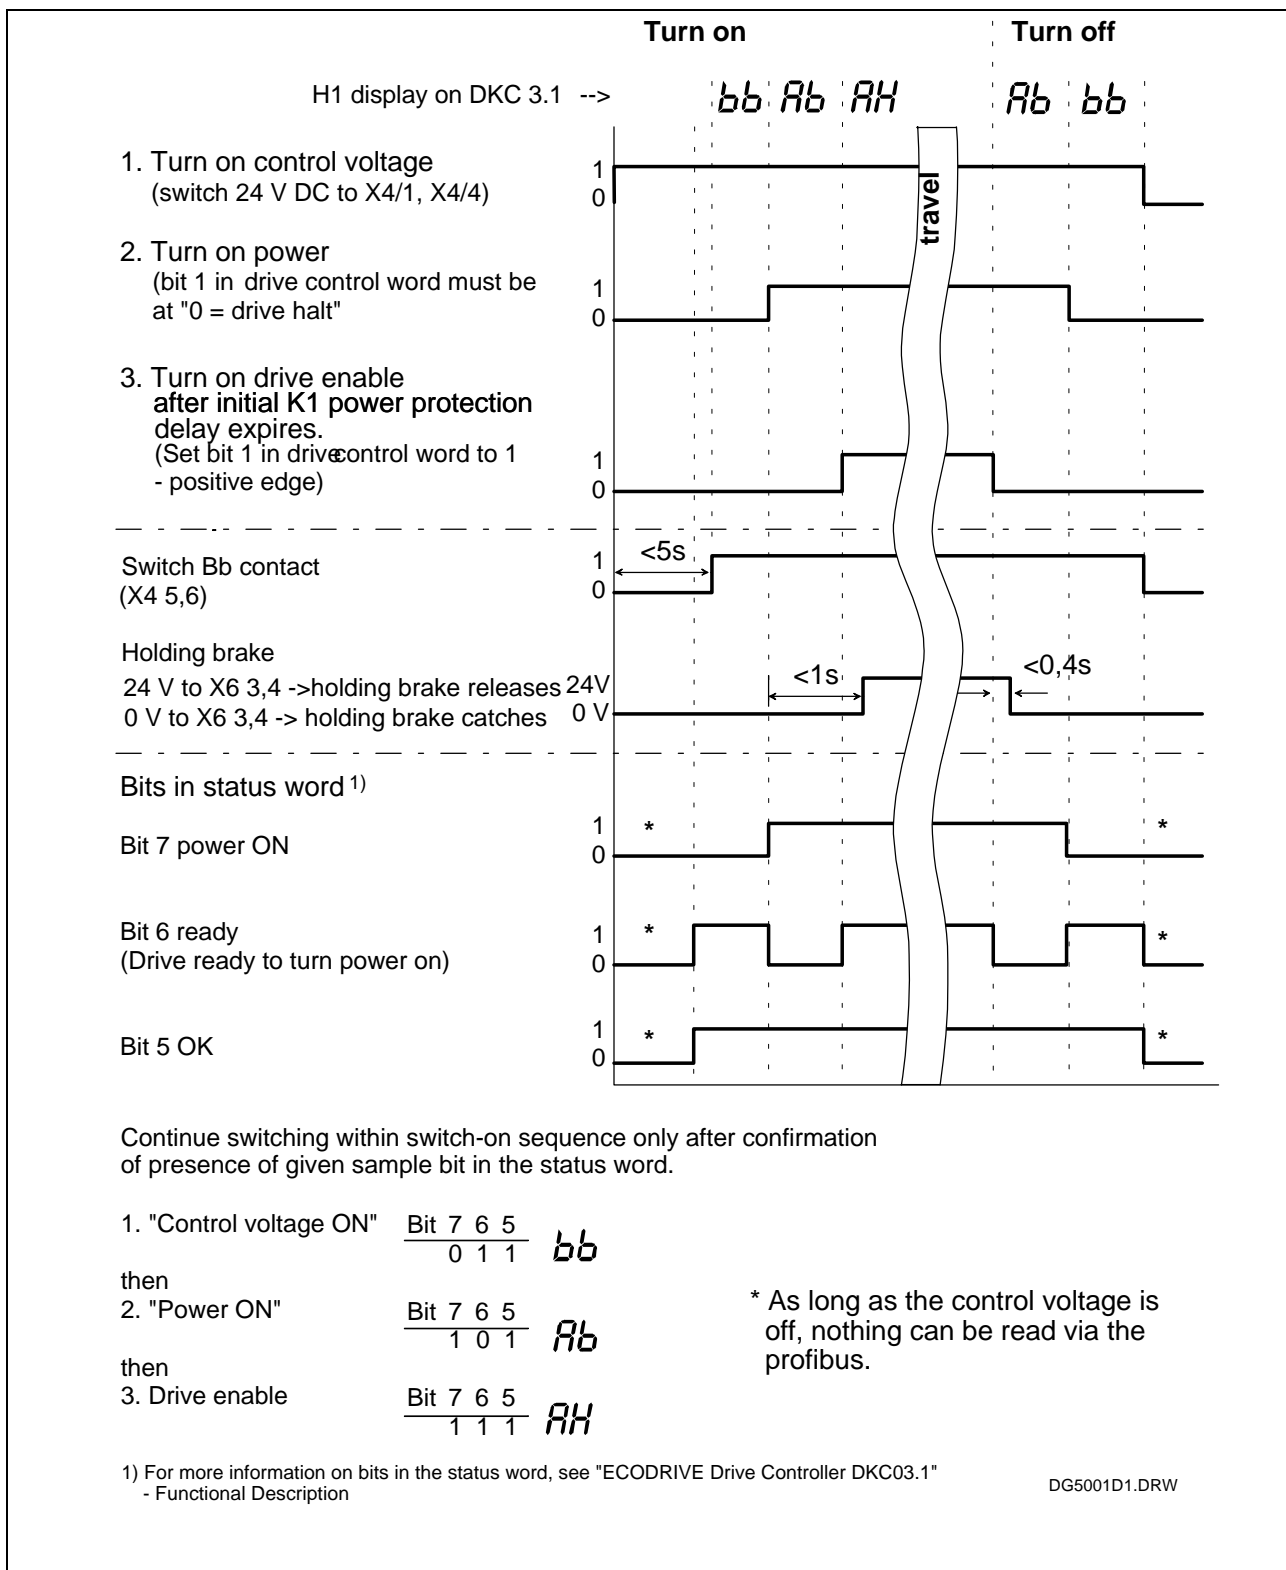 Turn on Turn off
H1 display on DKC 3.1 --> bb Ab AH Ab bb
1. Turn on control voltage
(switch 24 V DC to X4/1, X4/4)
1
0
travel
2. Turn on power
(bit 1 in drive control word must be
at "0 = drive halt"
1
0
3. Turn on drive enable
after initial K1 power protection
delay expires.
(Set bit 1 in drive control word to 1
- positive edge)
1
0
Switch Bb contact
(X4 5,6)
1
0
<5s
Holding brake
24 V to X6 3,4 ->holding brake releases 24V
0 V to X6 3,4 -> holding brake catches 0 V
<1s <0,4s
Bits in status word 1)
Bit 7 power ON
1 * *
0
Bit 6 ready
(Drive ready to turn power on)
1 * *
0
Bit 5 OK
1 * *
0
Continue switching within switch-on sequence only after confirmation
of presence of given sample bit in the status word.
1. "Control voltage ON" Bit 7 6 5
0 1 1 bb
then
2. "Power ON" Bit 7 6 5
1 0 1 Ab
then
3. Drive enable Bit 7 6 5
1 1 1 AH
* As long as the control voltage is
off, nothing can be read via the
profibus.
1) For more information on bits in the status word, see "ECODRIVE Drive Controller DKC03.1"
- Functional Description
DG5001D1.DRW